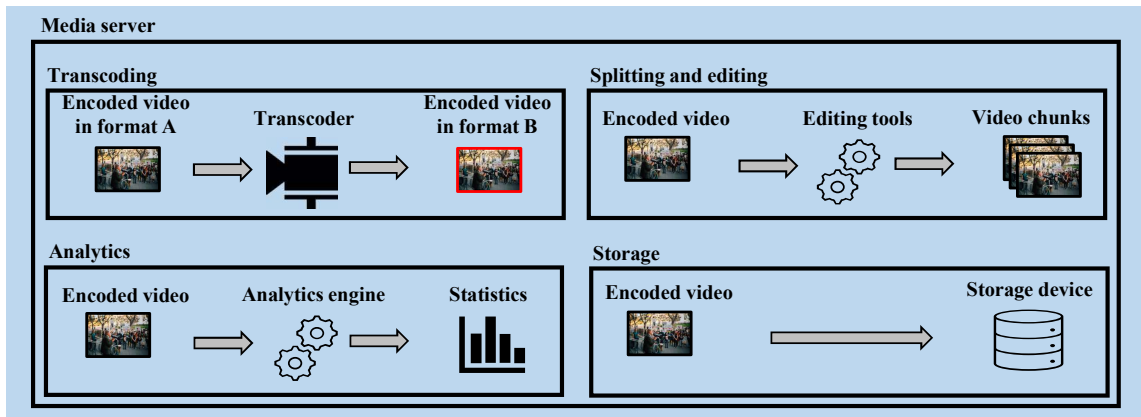 Media server
Transcoding
Encoded video
in format A
Transcoder
Encoded video
in format B
Splitting and editing
Encoded video
Editing tools
Video chunks
Analytics
Encoded video
Analytics engine
Statistics
Storage
Encoded video
Storage device